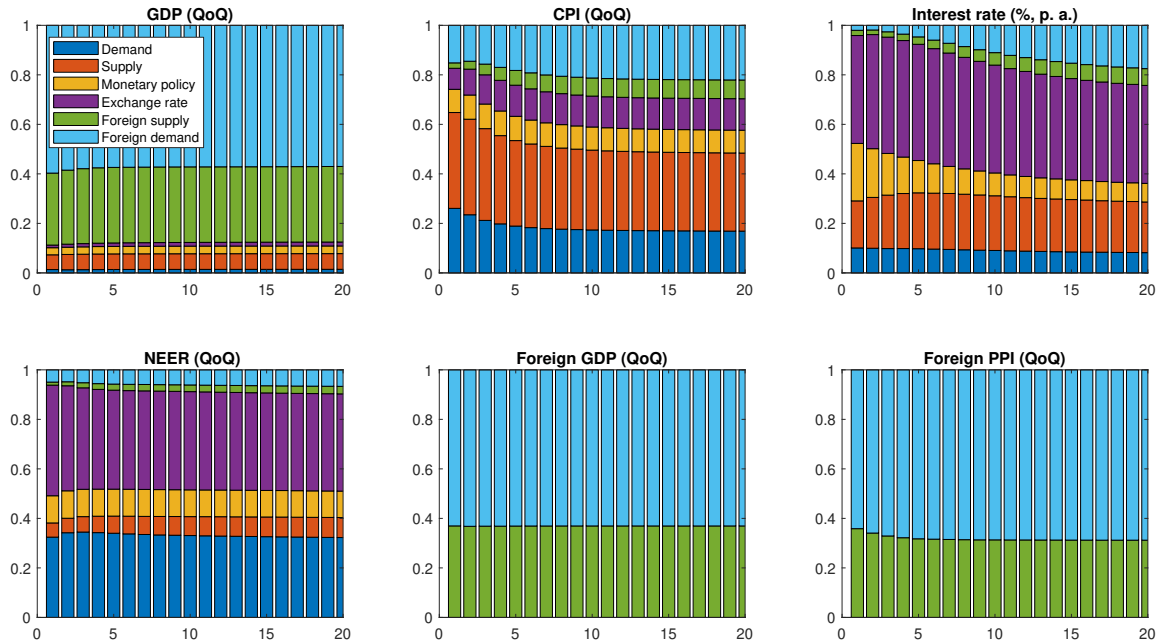 GDP (QoQ)
1
0.8
0.6
0.4
0.2
0
0 5 10 15 20
Demand
Supply
Monetary policy
Exchange rate
Foreign supply
Foreign demand
CPI (QoQ)
1
0.8
0.6
0.4
0.2
0
0 5 10 15 20
Interest rate (%, p. a.)
1
0.8
0.6
0.4
0.2
0
0 5 10 15 20
NEER (QoQ)
1
0.8
0.6
0.4
0.2
0
0 5 10 15 20
Foreign GDP (QoQ)
1
0.8
0.6
0.4
0.2
0
0 5 10 15 20
Foreign PPI (QoQ)
1
0.8
0.6
0.4
0.2
0
0 5 10 15 20